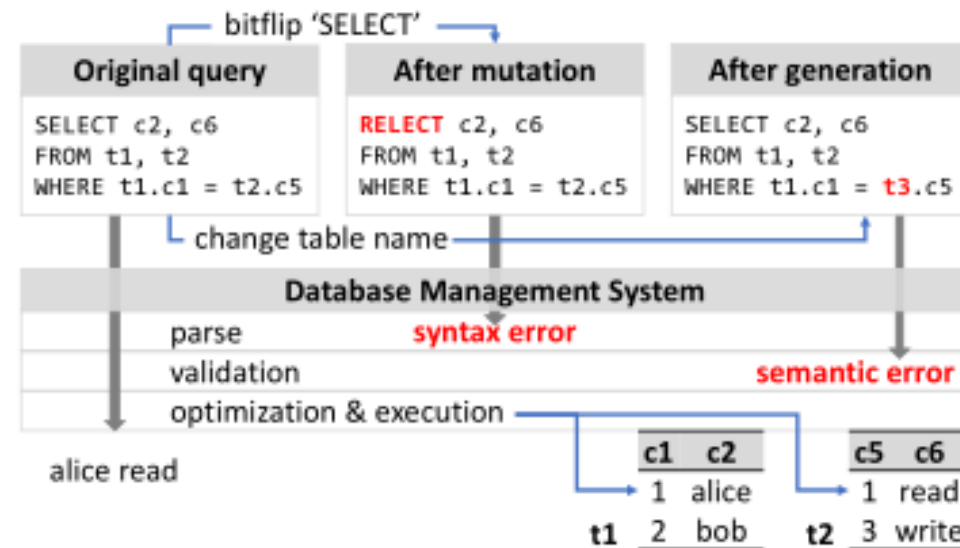 bitflip ‘SELECT’
Original query
SELECT c2, c6
FROM t1, t2
WHERE t1.c1 = t2.c5
After mutation
RELECT c2, c6
FROM t1, t2
WHERE t1.c1 = t2.c5
After generation
SELECT c2, c6
FROM t1, t2
WHERE t1.c1 = t3.c5
change table name
Database Management System
parse syntax error
validation semantic error
optimization & execution
alice read
c1 c2
1 alice
t1 2 bob
c5 c6
1 read
t2 3 write